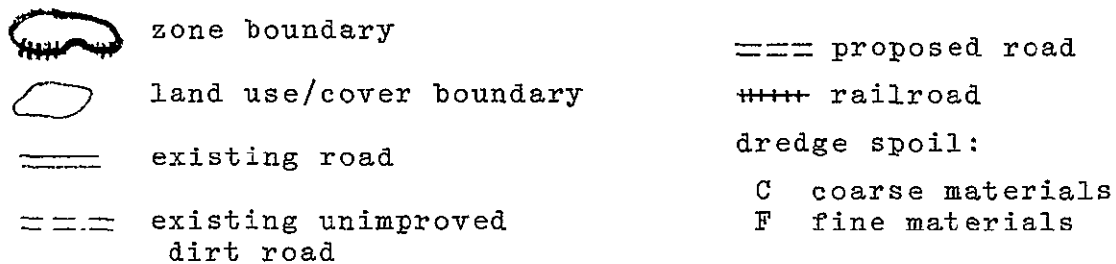 zone boundary
land use/cover boundary
existing road
existing unimproved
dirt road
proposed road
railroad
dredge spoil:
C coarse materials
F fine materials